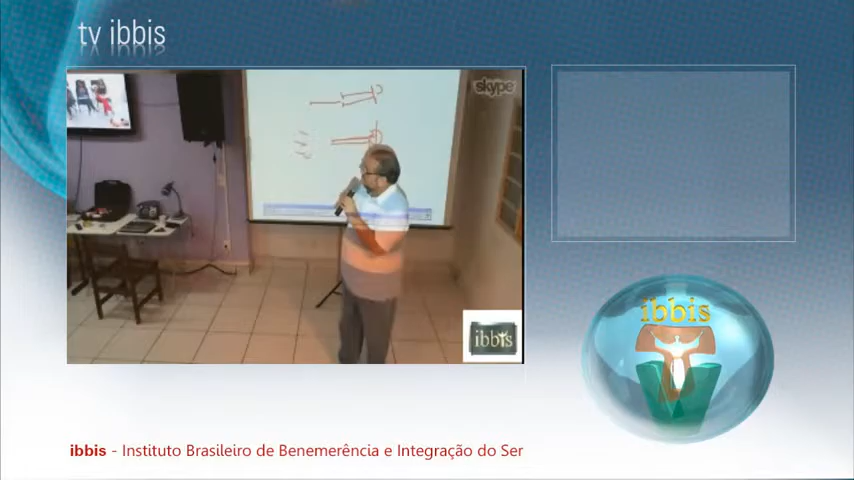 tv ibbis
skype
ibbis
ibbis
ibbis - Instituto Brasileiro de Benemerência e Integração do Ser